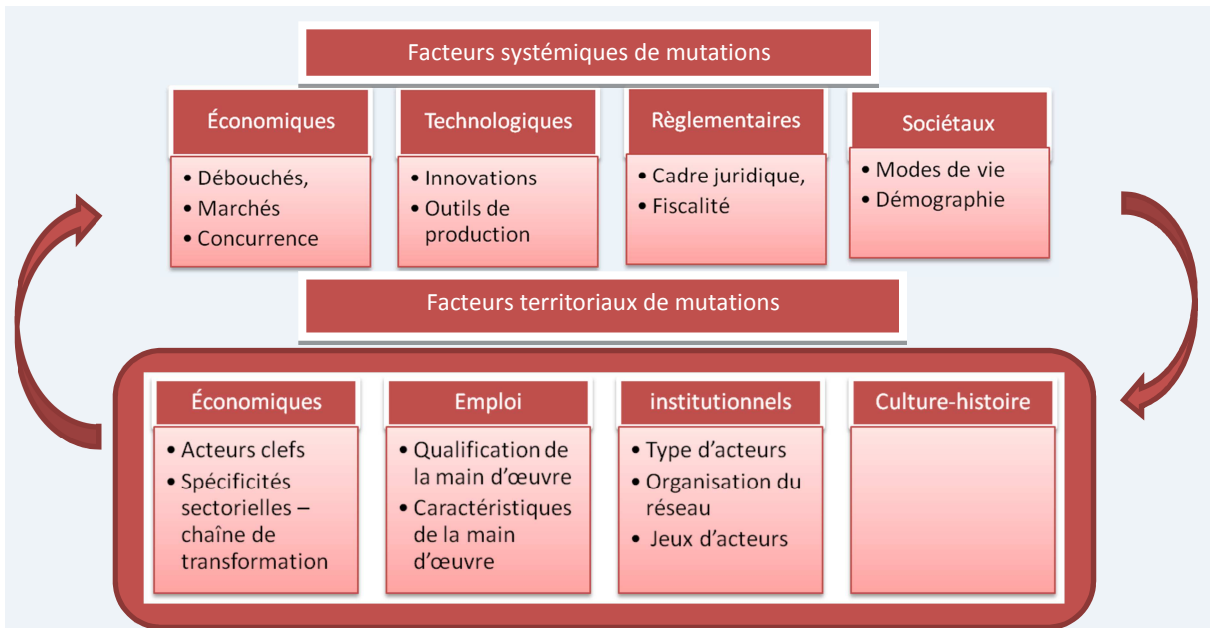 Facteurs systémiques de mutations
Économiques
• Débouchés,
• Marchés
• Concurrence
Technologiques
• Innovations
• Outils de
production
Règlementaires
• Cadre juridique,
• Fiscalité
Sociétaux
• Modes de vie
• Démographie
Facteurs territoriaux de mutations
Économiques
• Acteurs clefs
• Spécificités
sectorielles –
chaîne de
transformation
Emploi
• Qualification de
la main d’œuvre
• Caractéristiques
de la main
d’œuvre
institutionnels
• Type d’acteurs
• Organisation du
réseau
• Jeux d’acteurs
Culture-histoire